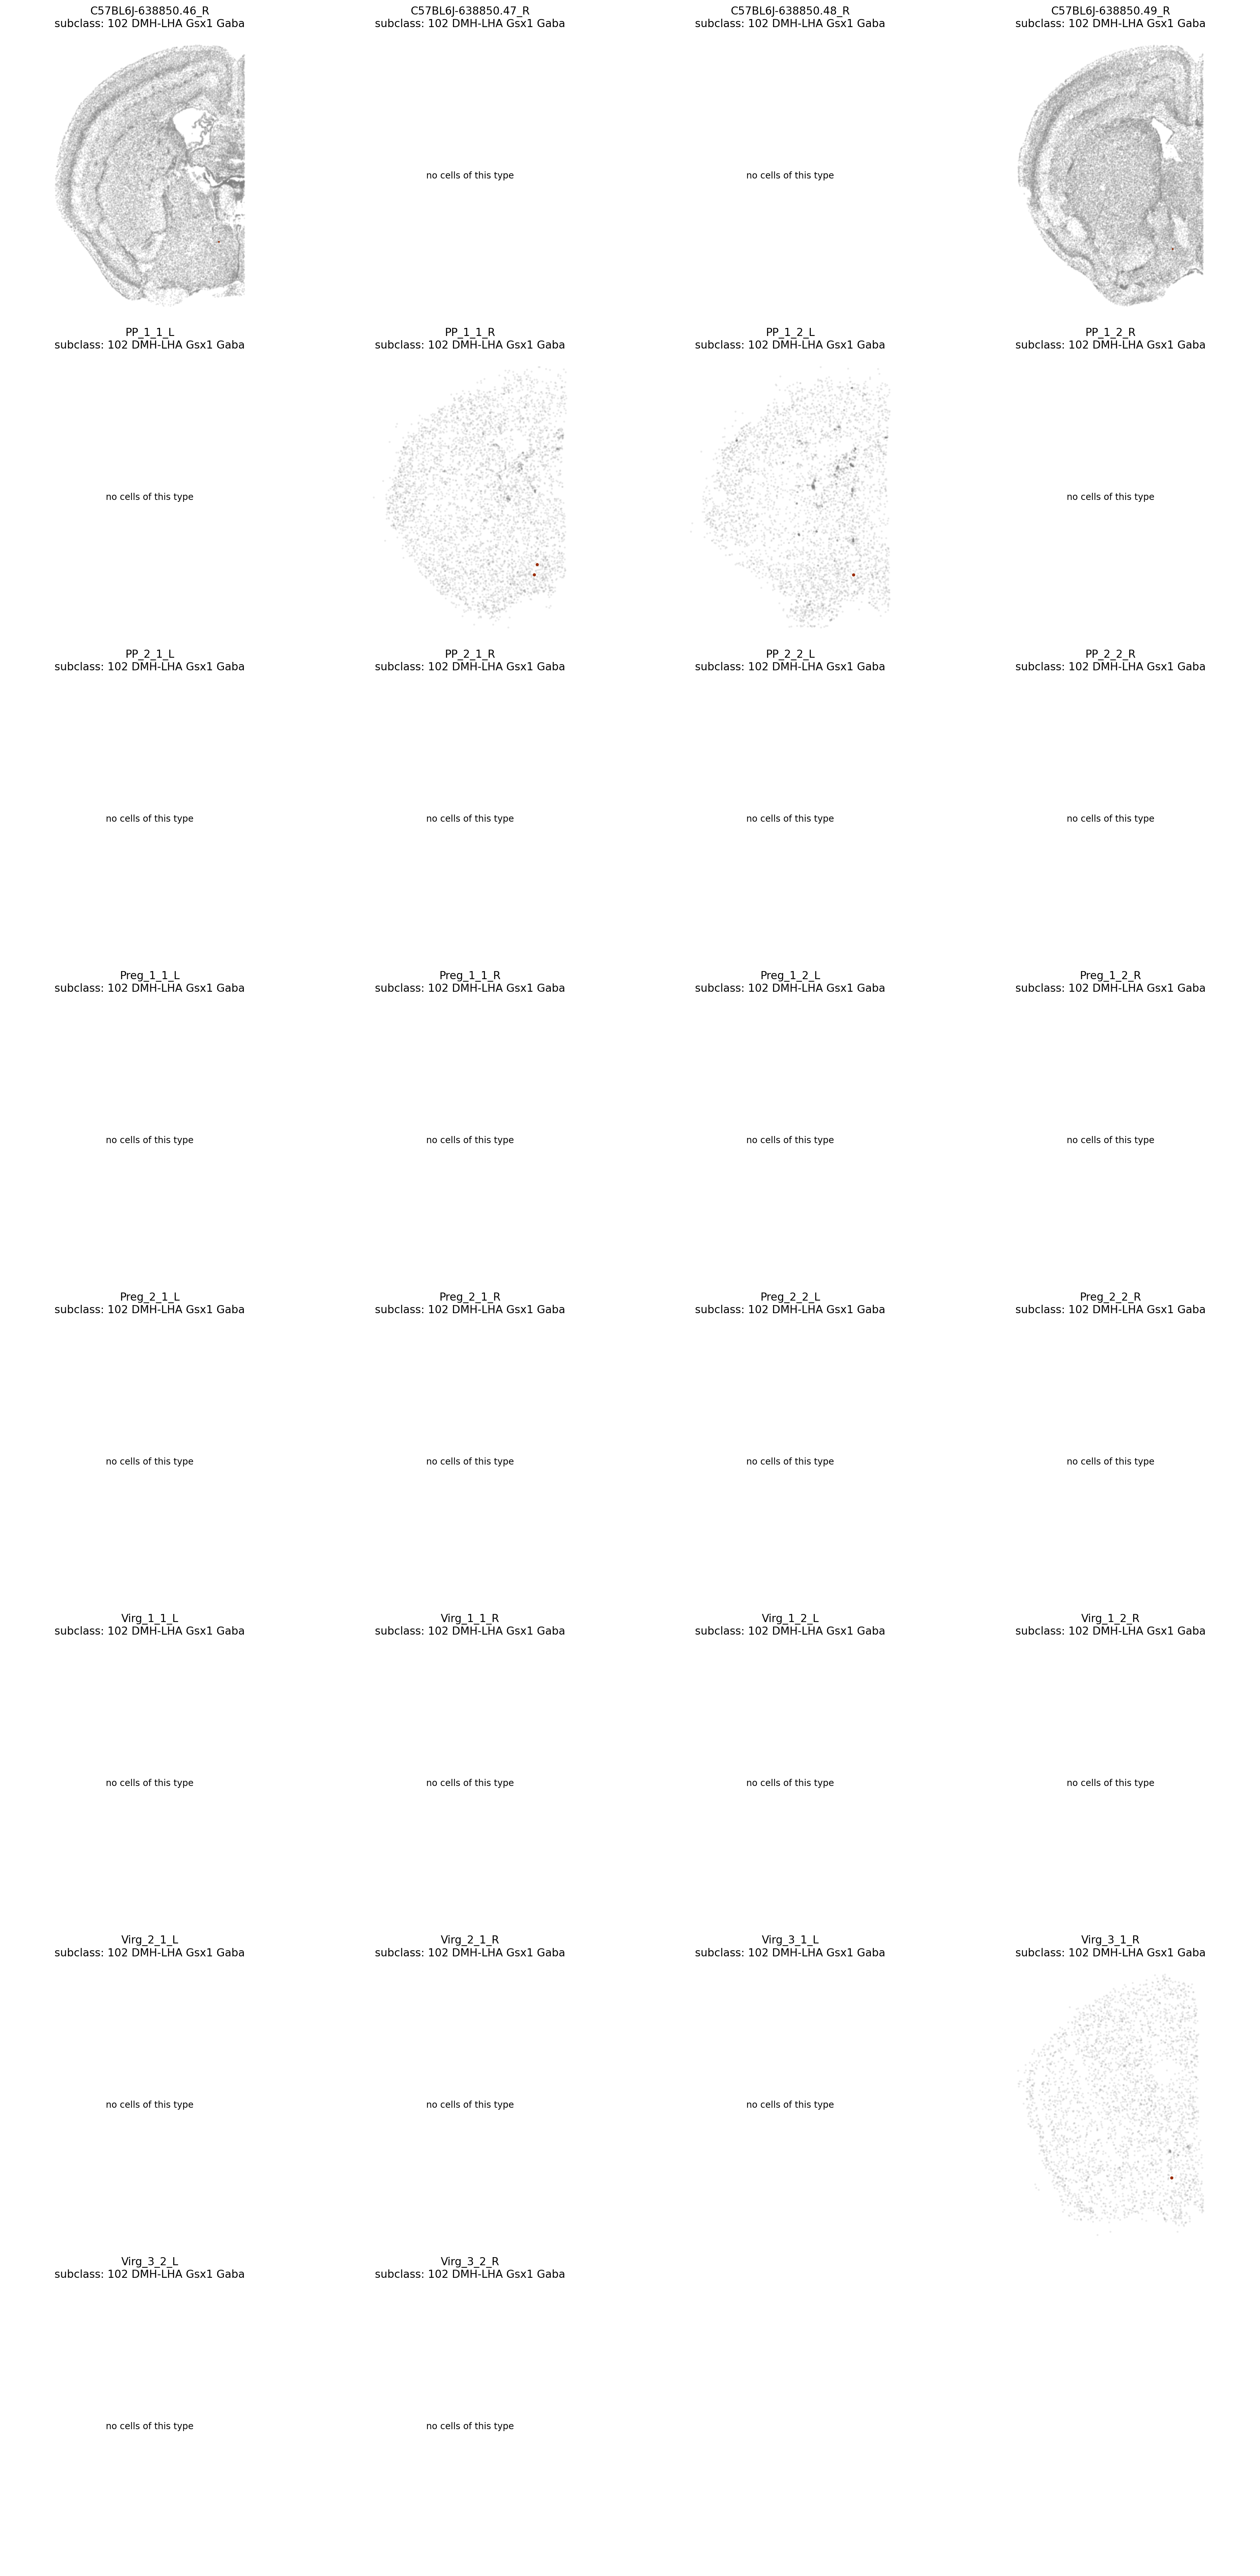 C57BL6J-638850.46_R
subclass: 102 DMH-LHA Gsx1 Gaba
C57BL6J-638850.47_R
subclass: 102 DMH-LHA Gsx1 Gaba
C57BL6J-638850.48_R
subclass: 102 DMH-LHA Gsx1 Gaba
C57BL6J-638850.49_R
subclass: 102 DMH-LHA Gsx1 Gaba
no cells of this type
no cells of this type
PP_1_1_L
subclass: 102 DMH-LHA Gsx1 Gaba
PP_1_1_R
subclass: 102 DMH-LHA Gsx1 Gaba
PP_1_2_L
subclass: 102 DMH-LHA Gsx1 Gaba
PP_1_2_R
subclass: 102 DMH-LHA Gsx1 Gaba
no cells of this type
no cells of this type
PP_2_1_L
subclass: 102 DMH-LHA Gsx1 Gaba
PP_2_1_R
subclass: 102 DMH-LHA Gsx1 Gaba
PP_2_2_L
subclass: 102 DMH-LHA Gsx1 Gaba
PP_2_2_R
subclass: 102 DMH-LHA Gsx1 Gaba
no cells of this type
no cells of this type
no cells of this type
no cells of this type
Preg_1_1_L
subclass: 102 DMH-LHA Gsx1 Gaba
Preg_1_1_R
subclass: 102 DMH-LHA Gsx1 Gaba
Preg_1_2_L
subclass: 102 DMH-LHA Gsx1 Gaba
Preg_1_2_R
subclass: 102 DMH-LHA Gsx1 Gaba
no cells of this type
no cells of this type
no cells of this type
no cells of this type
Preg_2_1_L
subclass: 102 DMH-LHA Gsx1 Gaba
Preg_2_1_R
subclass: 102 DMH-LHA Gsx1 Gaba
Preg_2_2_L
subclass: 102 DMH-LHA Gsx1 Gaba
Preg_2_2_R
subclass: 102 DMH-LHA Gsx1 Gaba
no cells of this type
no cells of this type
no cells of this type
no cells of this type
Virg_1_1_L
subclass: 102 DMH-LHA Gsx1 Gaba
Virg_1_1_R
subclass: 102 DMH-LHA Gsx1 Gaba
Virg_1_2_L
subclass: 102 DMH-LHA Gsx1 Gaba
Virg_1_2_R
subclass: 102 DMH-LHA Gsx1 Gaba
no cells of this type
no cells of this type
no cells of this type
no cells of this type
Virg_2_1_L
subclass: 102 DMH-LHA Gsx1 Gaba
Virg_2_1_R
subclass: 102 DMH-LHA Gsx1 Gaba
Virg_3_1_L
subclass: 102 DMH-LHA Gsx1 Gaba
Virg_3_1_R
subclass: 102 DMH-LHA Gsx1 Gaba
no cells of this type
no cells of this type
no cells of this type
Virg_3_2_L
subclass: 102 DMH-LHA Gsx1 Gaba
Virg_3_2_R
subclass: 102 DMH-LHA Gsx1 Gaba
no cells of this type
no cells of this type